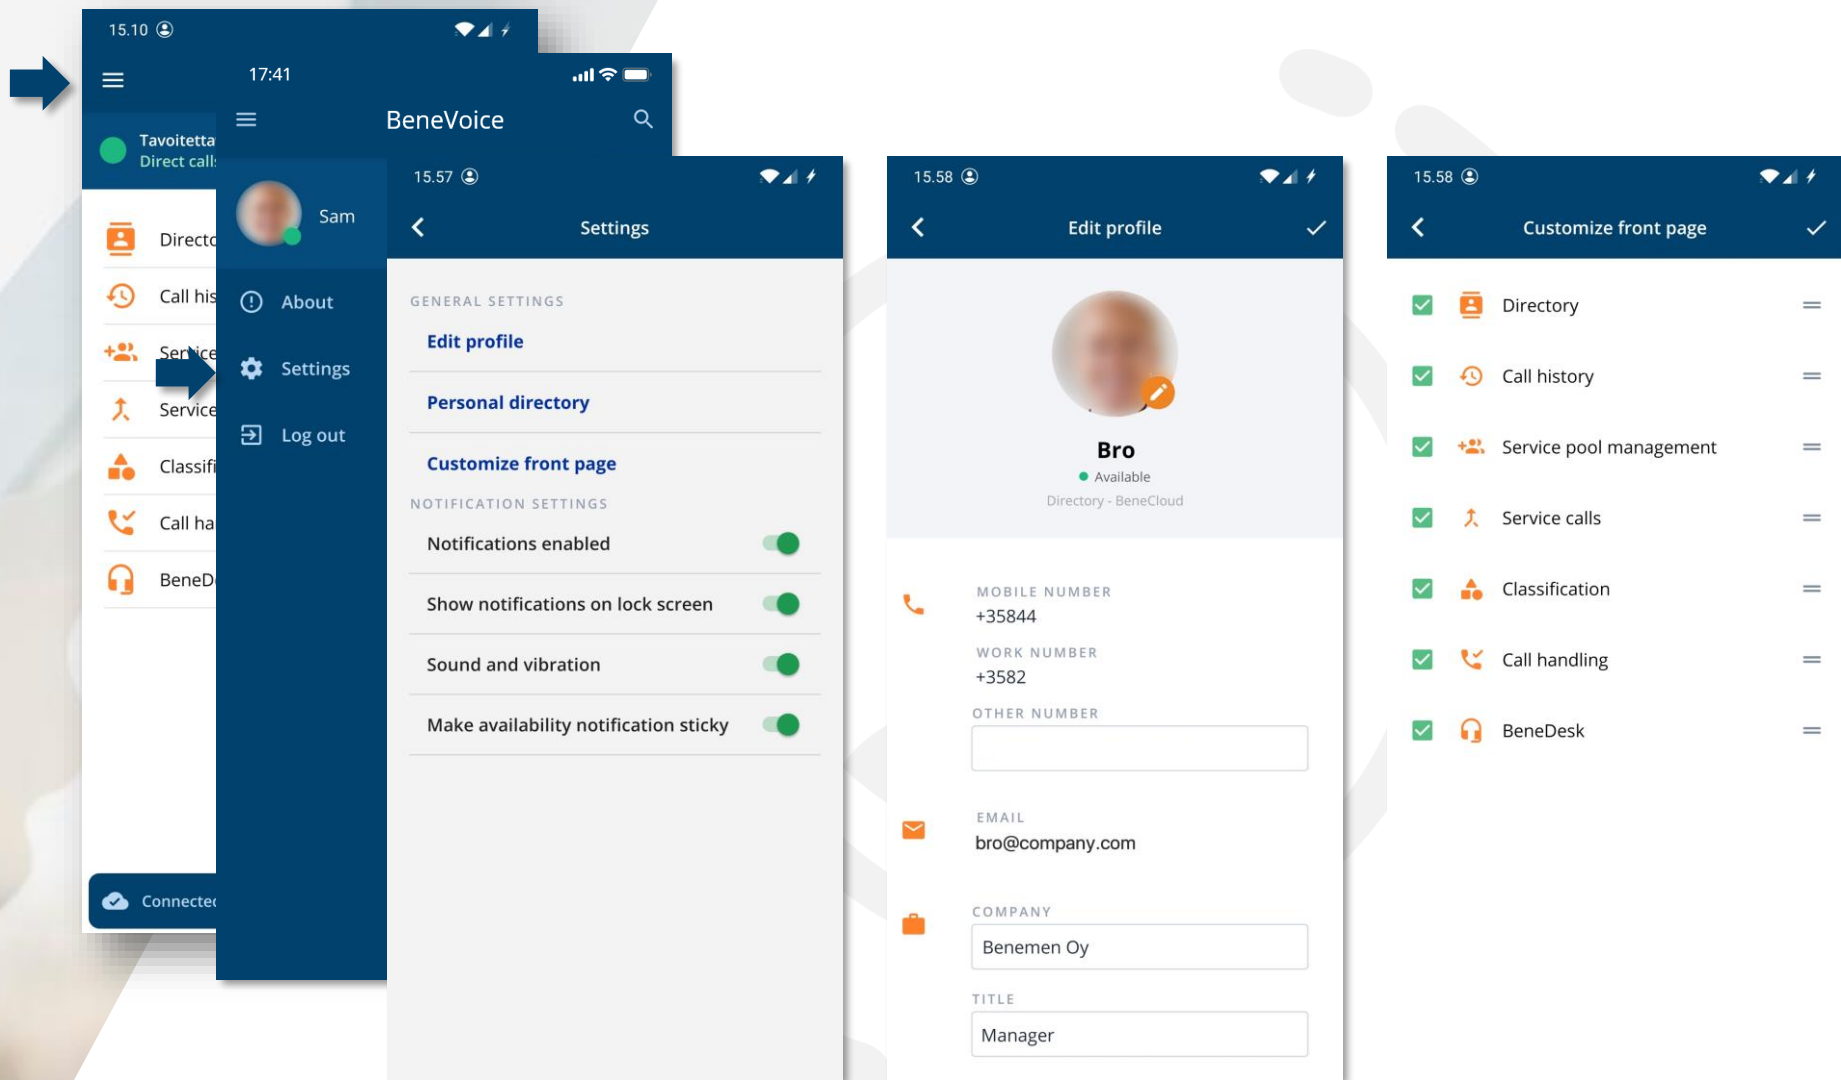 15.10
Tavoitetta
Direct calls
Directo
Call his
Service
Service
Classifi
Call ha
BeneD
Connected
17:41
BeneVoice
Sam
About
Settings
Log out
15.57
Settings
GENERAL SETTINGS
Edit profile
Personal directory
Customize front page
NOTIFICATION SETTINGS
Notifications enabled
Show notifications on lock screen
Sound and vibration
Make availability notification sticky
15.58
Edit profile
Bro
Available
Directory - BeneCloud
MOBILE NUMBER
+35844
WORK NUMBER
+3582
OTHER NUMBER
EMAIL
bro@company.com
COMPANY
Benemen Oy
TITLE
Manager
15.58
Customize front page
Directory
Call history
Service pool management
Service calls
Classification
Call handling
BeneDesk